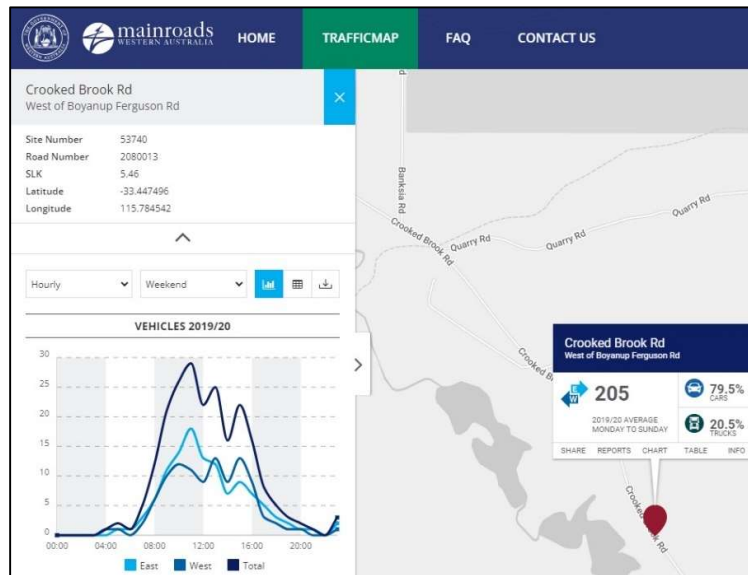 mainroads
WESTERN AUSTRALIA
HOME
TRAFFICMAP
FAQ
CONTACT US
Crooked Brook Rd
West of Boyanup Ferguson Rd
Site Number 53740
Road Number 2080013
SLK 5.46
Latitude -33.447496
Longitude 115.784542
Hourly
Weekend
VEHICLES 2019/20
30
25
20
15
10
5
0
00:00 04:00 08:00 12:00 16:00 20:00
East West Total
Banksia Rd
Crooked Brook Rd
Quarry Rd
Quarry Rd
Quarry Rd
Crooked
Crooked Brook Rd
West of Boyanup Ferguson Rd
E
W
205
2019/20 AVERAGE
MONDAY TO SUNDAY
79.5%
CARS
20.5%
TRUCKS
SHARE REPORTS CHART TABLE INFO
Crooked
ok Rd